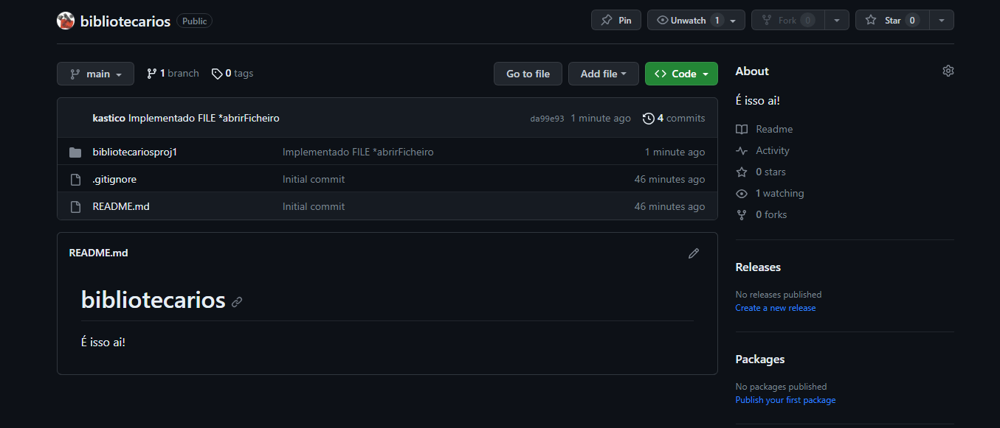 bibliotecarios Public Pin Unwatch 1 Fork 0 Star 0
main 1 branch 0 tags Go to file Add file Code
kastico Implementado FILE *abrirFicheiro da99e93 1 minute ago 4 commits
bibliotecariosproj1 Implementado FILE *abrirFicheiro 1 minute ago
.gitignore Initial commit 46 minutes ago
README.md Initial commit 46 minutes ago
README.md
bibliotecarios
É isso ai!
About
É isso ai!
Readme
Activity
0 stars
1 watching
0 forks
Releases
No releases published
Create a new release
Packages
No packages published
Publish your first package